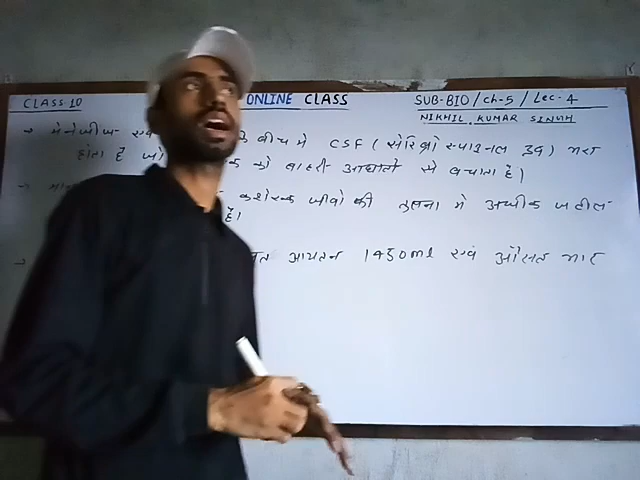 CLASS-10 ONLINE CLASS SUB-BIO/Ch-5/Lec-4
NIKHIL KUMAR SINGH
→ के बीच में CSF (सेरिब्रो स्पाइनल द्रव) भरा
होता है जो को बाहरी आघातों से बचाता है।
→ कशेरुक जीवों की तुलना में अधिक जटिल
है।
→ आयतन 1450ml एवं औसत भार